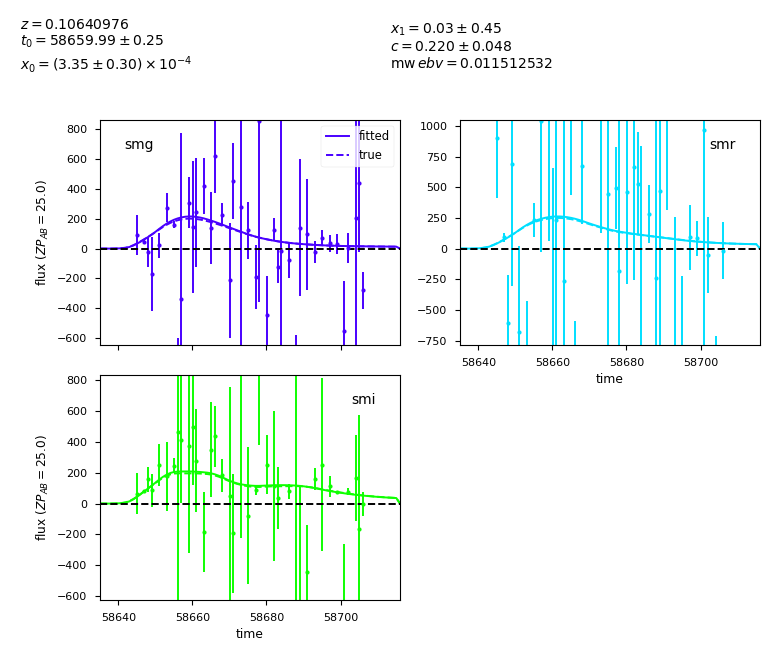 z = 0.10640976
t₀ = 58659.99 ± 0.25
x₀ = (3.35 ± 0.30) × 10⁻⁴
x₁ = 0.03 ± 0.45
c = 0.220 ± 0.048
mw ebv = 0.011512532
smg
fitted
true
800
600
400
200
0
−200
−400
−600
flux (ZP_AB = 25.0)
smr
1000
750
500
250
0
−250
−500
−750
58640 58660 58680 58700
time
smi
800
600
400
200
0
−200
−400
−600
flux (ZP_AB = 25.0)
58640 58660 58680 58700
time